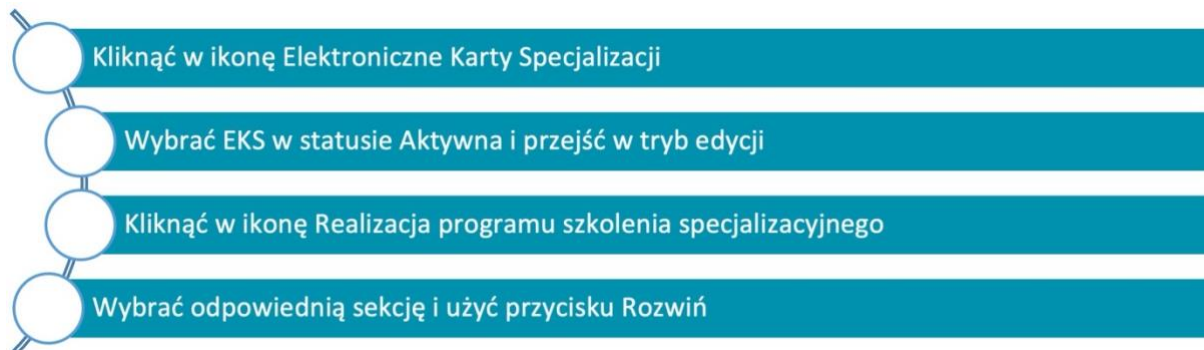 Kliknąć w ikonę Elektroniczne Karty Specjalizacji
Wybrać EKS w statusie Aktywna i przejść w tryb edycji
Kliknąć w ikonę Realizacja programu szkolenia specjalizacyjnego
Wybrać odpowiednią sekcję i użyć przycisku Rozwiń